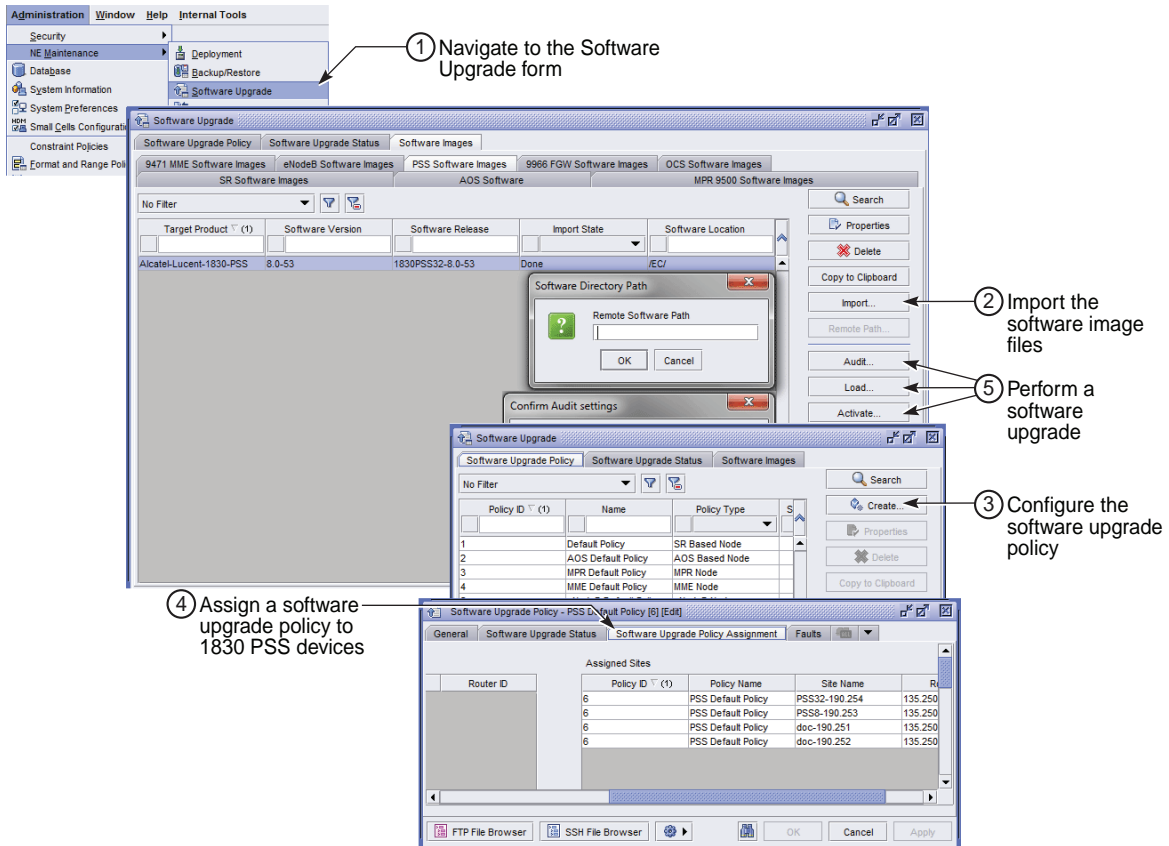 Administration Window Help Internal Tools
Security
NE Maintenance
Database
System Information
System Preferences
HDM Small Cells Configurati
Constraint Policies
Format and Range Poli
Deployment
Backup/Restore
Software Upgrade
1 Navigate to the Software
Upgrade form
Software Upgrade
Software Upgrade Policy Software Upgrade Status Software Images
9471 MME Software Images eNodeB Software Images PSS Software Images 9966 FGW Software Images OCS Software Images
SR Software Images AOS Software MPR 9500 Software Images
No Filter
Target Product (1) Software Version Software Release Import State Software Location
Alcatel-Lucent-1830-PSS 8.0-53 1830PSS32-8.0-53 Done /EC/
Search
Properties
Delete
Copy to Clipboard
Import...
Remote Path...
Audit...
Load...
Activate...
Software Directory Path
Remote Software Path
OK Cancel
Confirm Audit settings
2 Import the
software image
files
5 Perform a
software
upgrade
Software Upgrade
Software Upgrade Policy Software Upgrade Status Software Images
No Filter
Policy ID (1) Name Policy Type S
1 Default Policy SR Based Node
2 AOS Default Policy AOS Based Node
3 MPR Default Policy MPR Node
4 MME Default Policy MME Node
Search
Create...
Properties
Delete
Copy to Clipboard
3 Configure the
software upgrade
policy
4 Assign a software
upgrade policy to
1830 PSS devices
Software Upgrade Policy - PSS Default Policy [6] [Edit]
General Software Upgrade Status Software Upgrade Policy Assignment Faults
Assigned Sites
Router ID Policy ID (1) Policy Name Site Name R
6 PSS Default Policy PSS32-190.254 135.250
6 PSS Default Policy PSS8-190.253 135.250
6 PSS Default Policy doc-190.251 135.250
6 PSS Default Policy doc-190.252 135.250
FTP File Browser SSH File Browser OK Cancel Apply